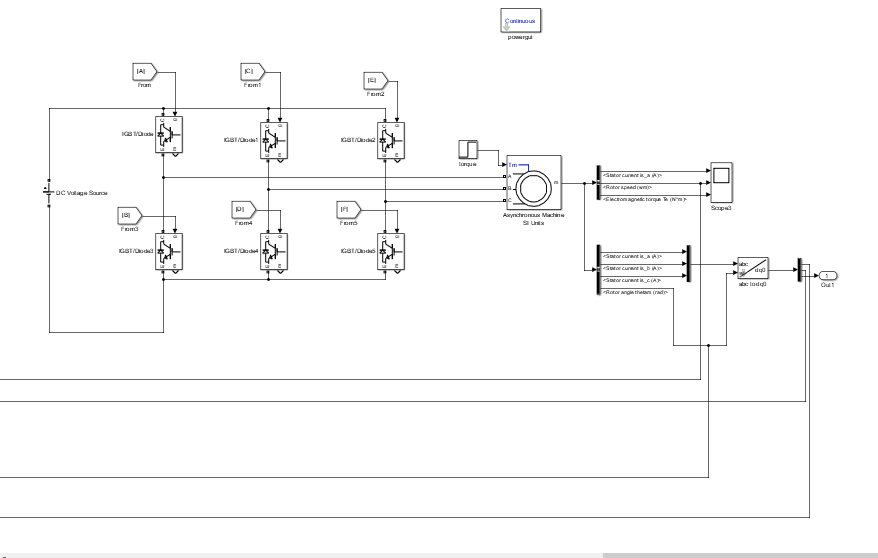 Continuous
powergui
[A]
From
[C]
From1
[E]
From2
IGBT/Diode
IGBT/Diode1
IGBT/Diode2
C
g
E
m
C
g
E
m
C
g
E
m
torque
Tm
A
B
C
m
Asynchronous Machine
SI Units
<Stator current is_a (A)>
<Rotor speed (wm)>
<Electromagnetic torque Te (N*m)>
Scope3
DC Voltage Source
[B]
From3
[D]
From4
[F]
From5
IGBT/Diode3
IGBT/Diode4
IGBT/Diode5
C
g
E
m
C
g
E
m
C
g
E
m
<Stator current is_a (A)>
<Stator current is_b (A)>
<Stator current is_c (A)>
<Rotor angle thetam (rad)>
abc
dq0
abc to dq0
1
Out1